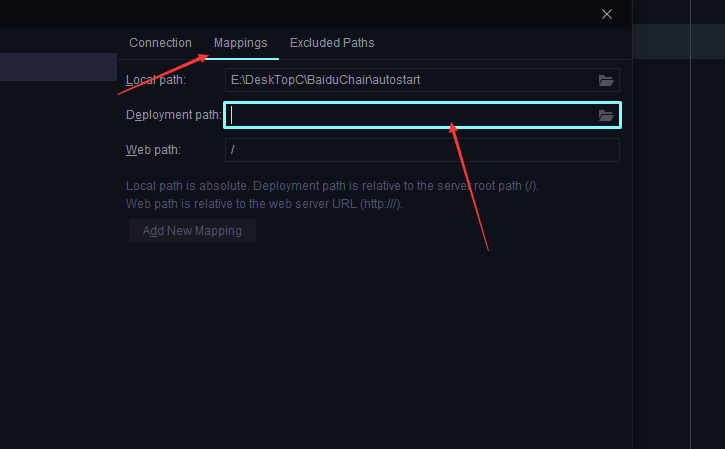 Connection Mappings Excluded Paths
Local path: E:\DeskTopC\BaiduChair\autostart
Deployment path:
Web path: /
Local path is absolute. Deployment path is relative to the server root path (/).
Web path is relative to the web server URL (http:///).
Add New Mapping